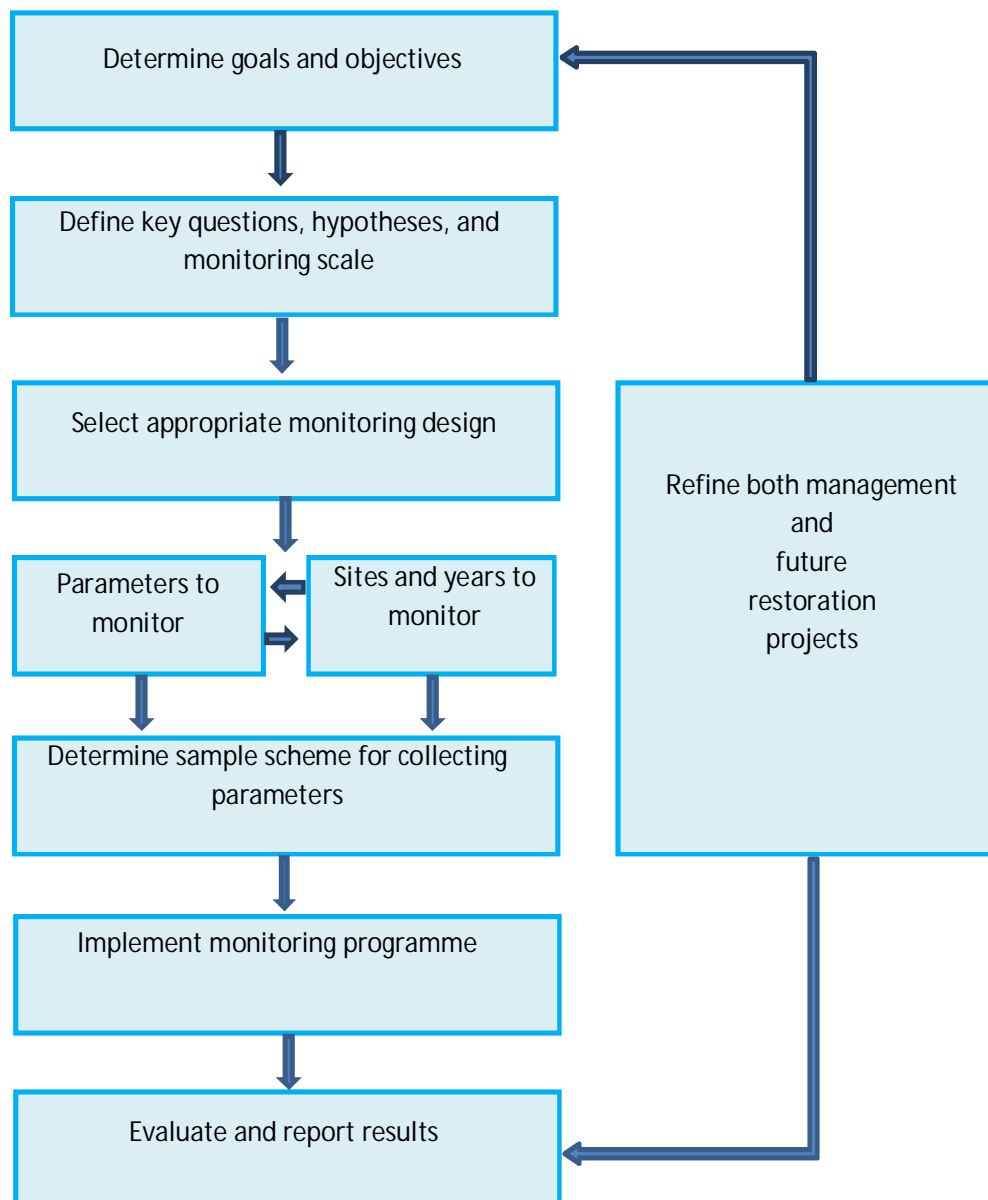 Determine goals and objectives
Define key questions, hypotheses, and
monitoring scale
Select appropriate monitoring design
Parameters to
monitor
Sites and years to
monitor
Determine sample scheme for collecting
parameters
Implement monitoring programme
Evaluate and report results
Refine both management
and
future
restoration
projects